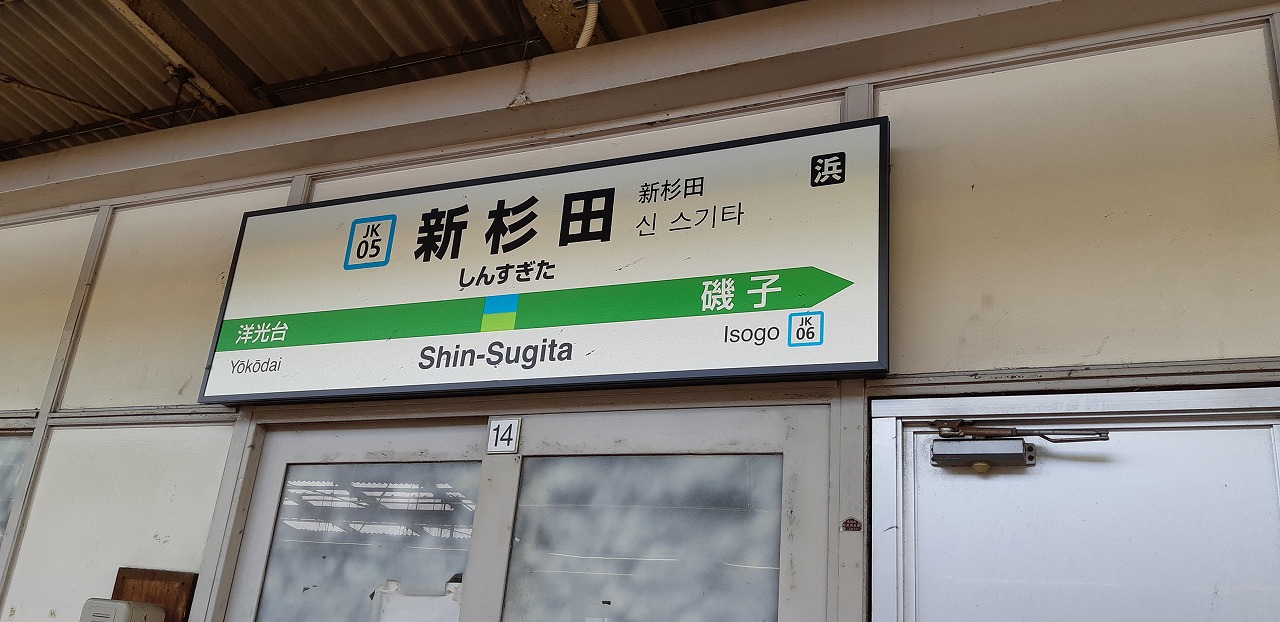 浜
JK
05
新杉田
新杉田
신 스기타
しんすぎた
洋光台
磯子
Yōkōdai
Shin-Sugita
Isogo
JK
06
14